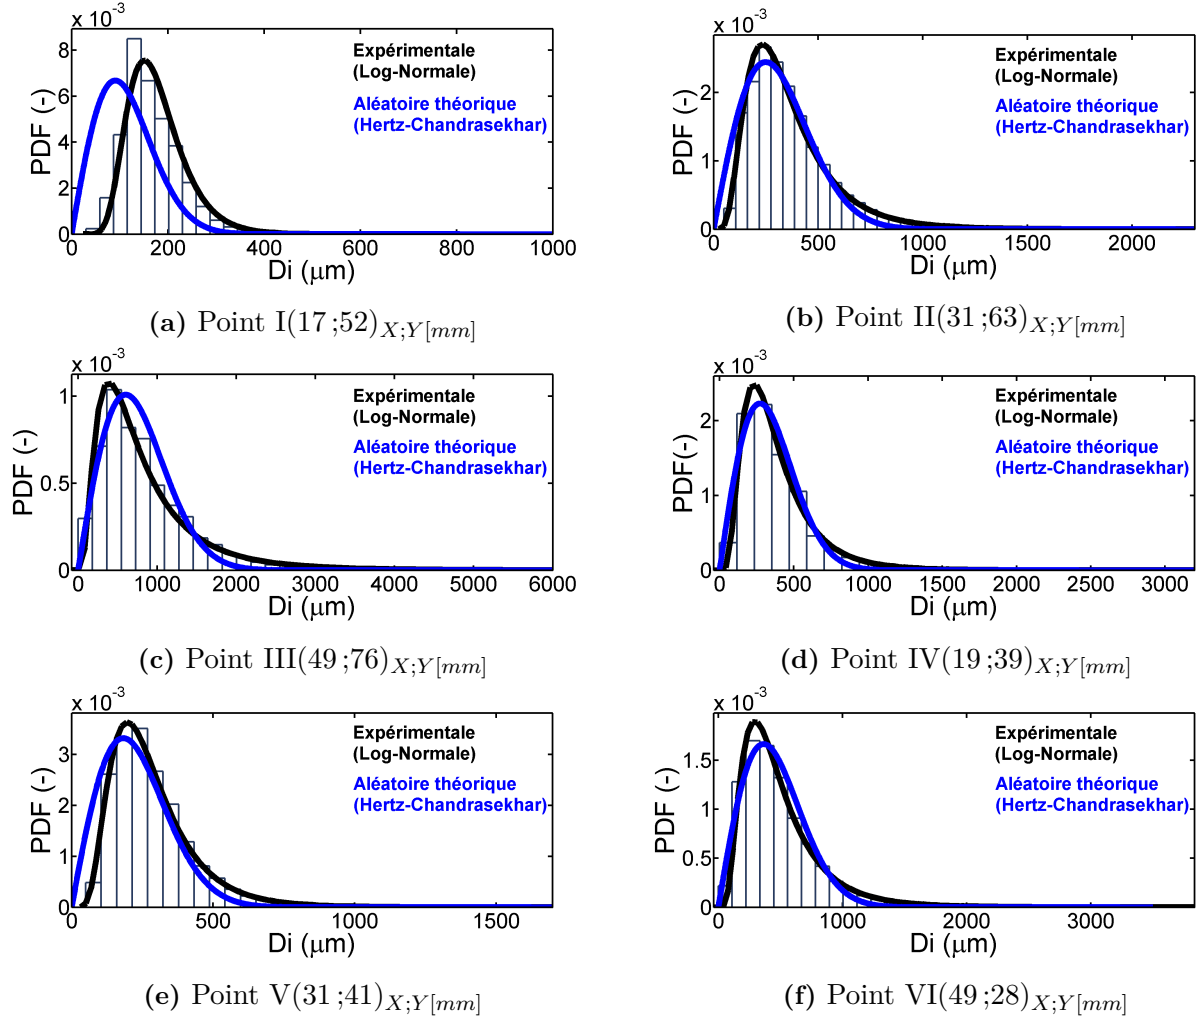 x 10-3
8
6
4
2
0
0 200 400 600 800 1000
PDF (-)
Di (μm)
Expérimentale
(Log-Normale)
Aléatoire théorique
(Hertz-Chandrasekhar)
(a) Point I(17 ;52)X;Y[mm]
x 10-3
2
1
0
0 500 1000 1500 2000
PDF (-)
Di (μm)
Expérimentale
(Log-Normale)
Aléatoire théorique
(Hertz-Chandrasekhar)
(b) Point II(31 ;63)X;Y[mm]
x 10-3
1
0.5
0
0 1000 2000 3000 4000 5000 6000
PDF (-)
Di (μm)
Expérimentale
(Log-Normale)
Aléatoire théorique
(Hertz-Chandrasekhar)
(c) Point III(49 ;76)X;Y[mm]
x 10-3
2
1
0
0 500 1000 1500 2000 2500 3000
PDF(-)
Di (μm)
Expérimentale
(Log-Normale)
Aléatoire théorique
(Hertz-Chandrasekhar)
(d) Point IV(19 ;39)X;Y[mm]
x 10-3
3
2
1
0
0 500 1000 1500
PDF (-)
Di (μm)
Expérimentale
(Log-Normale)
Aléatoire théorique
(Hertz-Chandrasekhar)
(e) Point V(31 ;41)X;Y[mm]
x 10-3
1.5
1
0.5
0
0 1000 2000 3000
PDF (-)
Di (μm)
Expérimentale
(Log-Normale)
Aléatoire théorique
(Hertz-Chandrasekhar)
(f) Point VI(49 ;28)X;Y[mm]